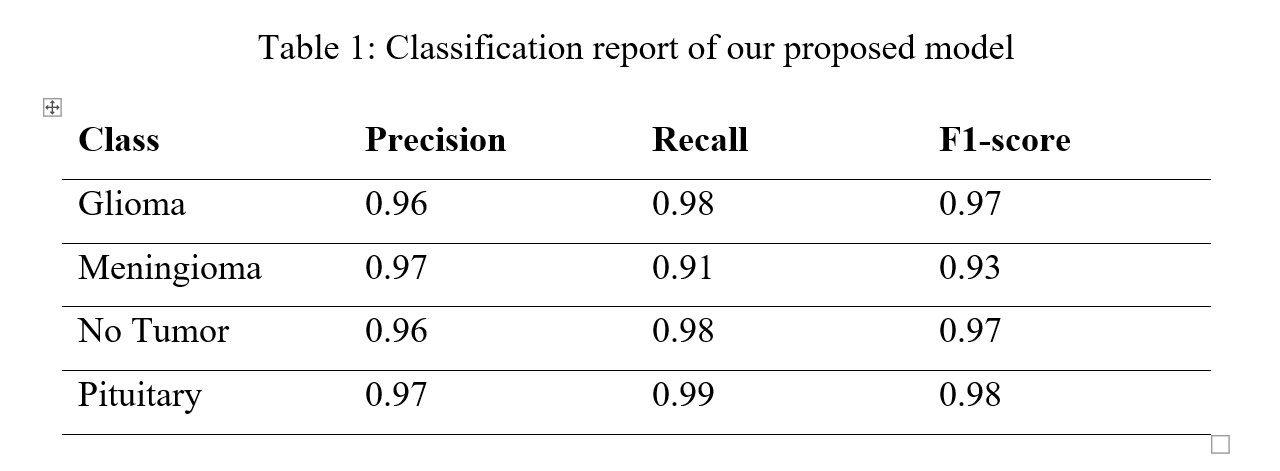 Table 1: Classification report of our proposed model
Class Precision Recall F1-score
Glioma 0.96 0.98 0.97
Meningioma 0.97 0.91 0.93
No Tumor 0.96 0.98 0.97
Pituitary 0.97 0.99 0.98